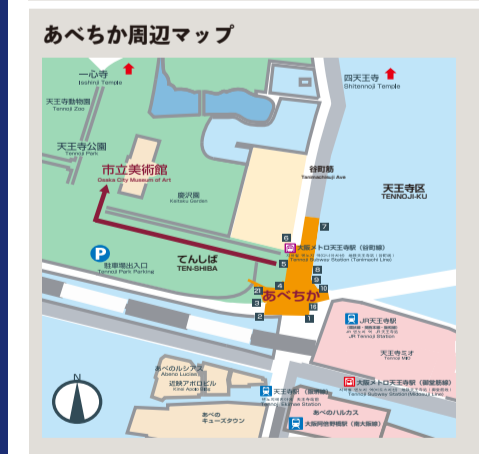 あべちか周辺マップ
一心寺
Isshinji Temple
四天王寺
Shitennoji Temple
天王寺動物園
Tennoji Zoo
天王寺公園
Tennoji Park
市立美術館
Osaka City Museum of Art
谷町筋
Tanimachisuji Ave
慶沢園
Keitaku Garden
天王寺区
TENNOJI-KU
7
6
大阪メトロ天王寺駅(谷町線)
Tennoji Subway Station (Tanimachi Line)
P
駐車場出入口
Tennoji Park Parking
てんしば
TEN-SHIBA
5
8
9
4
10
21
あべちか
3
16
2
1
JR天王寺駅
JR Tennoji Station
天王寺ミオ
Tennoji Mio
あべのルシアス
Abeno Lucias
近鉄アポロビル
Kintetsu Apollo Bldg
N
天王寺駅
大阪メトロ天王寺駅(御堂筋線)
Tennoji Subway Station(Midosuji Line)
あべの
キューズタウン
あべのハルカス
大阪阿部野橋駅(南大阪線)